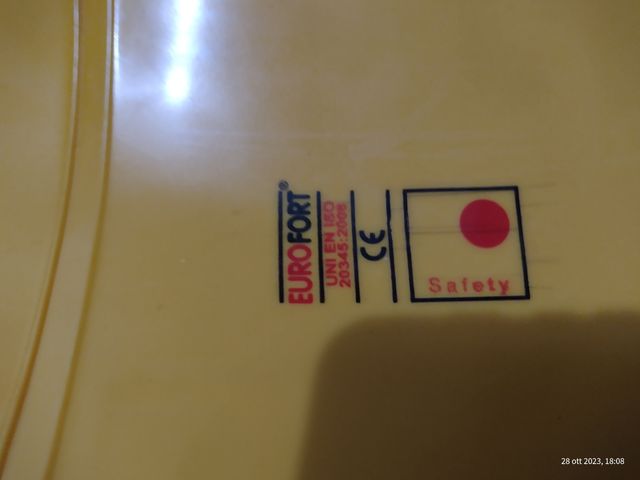 EUROFORT®
UNI EN ISO
20345:2008
CE
Safety
28 ott 2023, 18:08